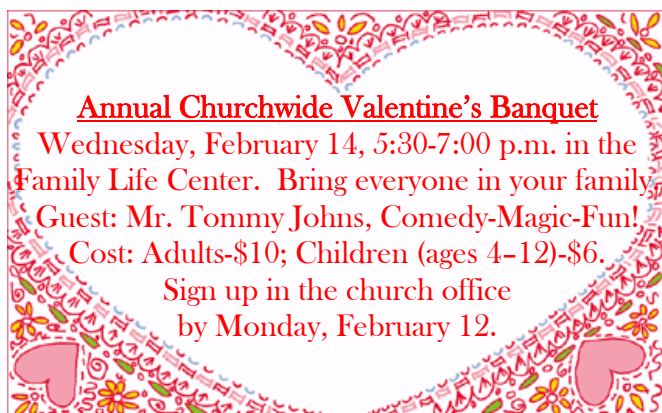 Annual Churchwide Valentine’s Banquet
Wednesday, February 14, 5:30-7:00 p.m. in the
Family Life Center.  Bring everyone in your family.
Guest: Mr. Tommy Johns, Comedy-Magic-Fun!
Cost: Adults-$10; Children (ages 4–12)-$6.
Sign up in the church office
by Monday, February 12.